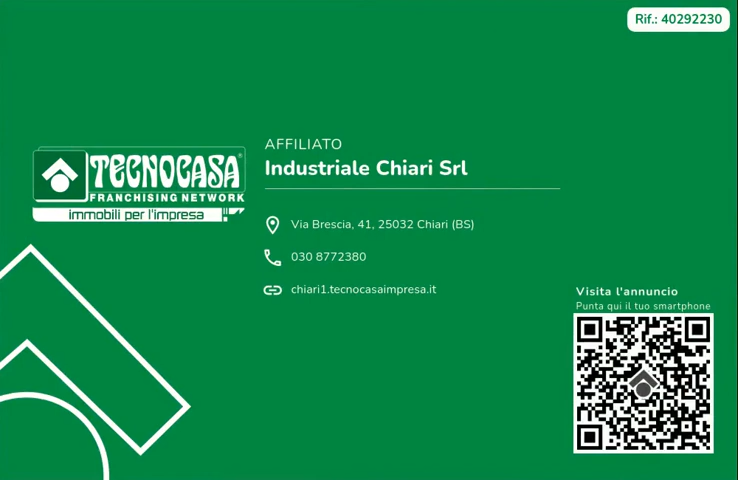 Rif.: 40292230
TECNOCASA
FRANCHISING NETWORK
immobili per l'impresa
AFFILIATO
Industriale Chiari Srl
Via Brescia, 41, 25032 Chiari (BS)
030 8772380
chiari1.tecnocasaimpresa.it
Visita l'annuncio
Punta qui il tuo smartphone